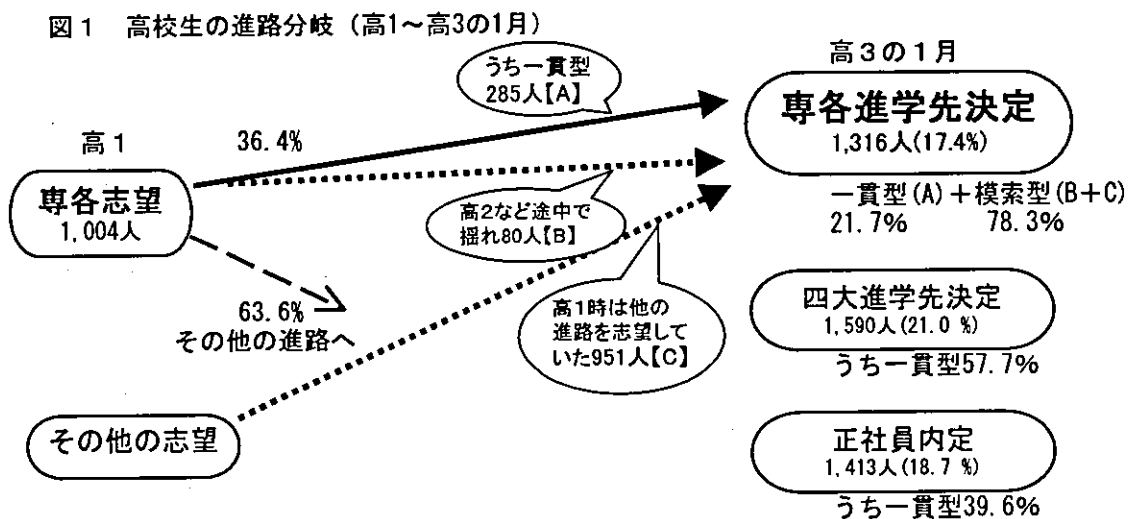 図1　高校生の進路分岐（高1～高3の1月）
うち一貫型
285人【A】
高3の1月
専各進学先決定
1,316人(17.4%)
高1
36.4%
専各志望
1,004人
一貫型(A)＋模索型(B＋C)
21.7%　78.3%
高2など途中で
揺れ80人【B】
63.6%
その他の進路へ
高1時は他の
進路を志望して
いた951人【C】
四大進学先決定
1,590人(21.0 %)
うち一貫型57.7%
その他の志望
正社員内定
1,413人(18.7 %)
うち一貫型39.6%